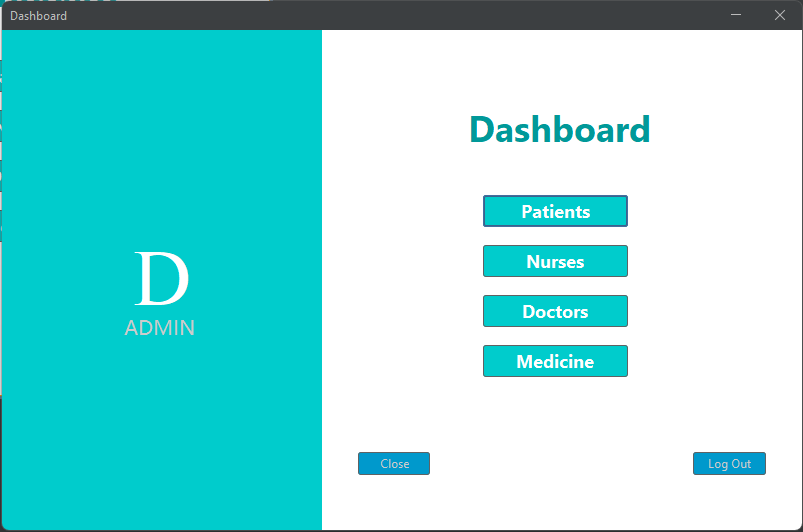 Dashboard
D
ADMIN
Dashboard
Patients
Nurses
Doctors
Medicine
Close
Log Out